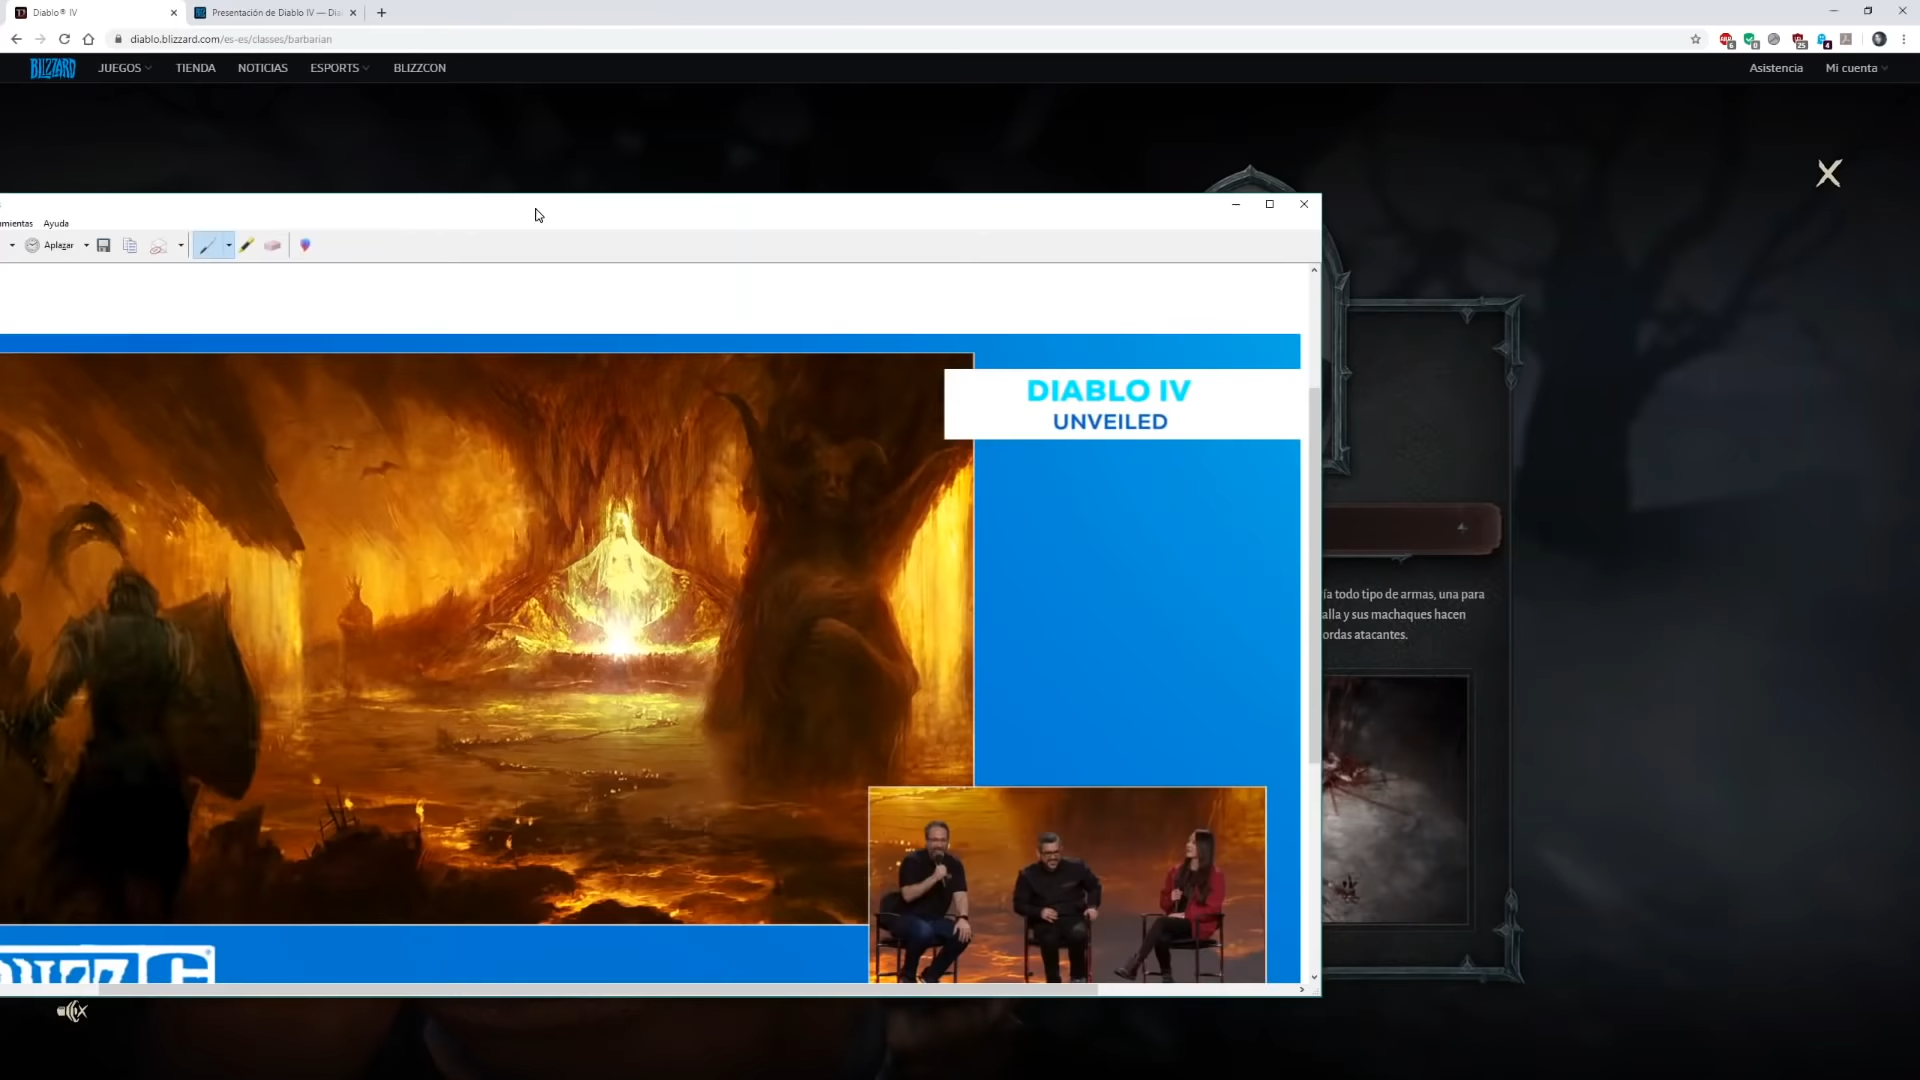 Diablo® IV
Presentación de Diablo IV — Dia
diablo.blizzard.com/es-es/classes/barbarian
BLIZZARD
JUEGOS
TIENDA
NOTICIAS
ESPORTS
BLIZZCON
Asistencia
Mi cuenta
mientas
Ayuda
Aplazar
DIABLO IV
UNVEILED
ía todo tipo de armas, una para
alla y sus machaques hacen
ordas atacantes.